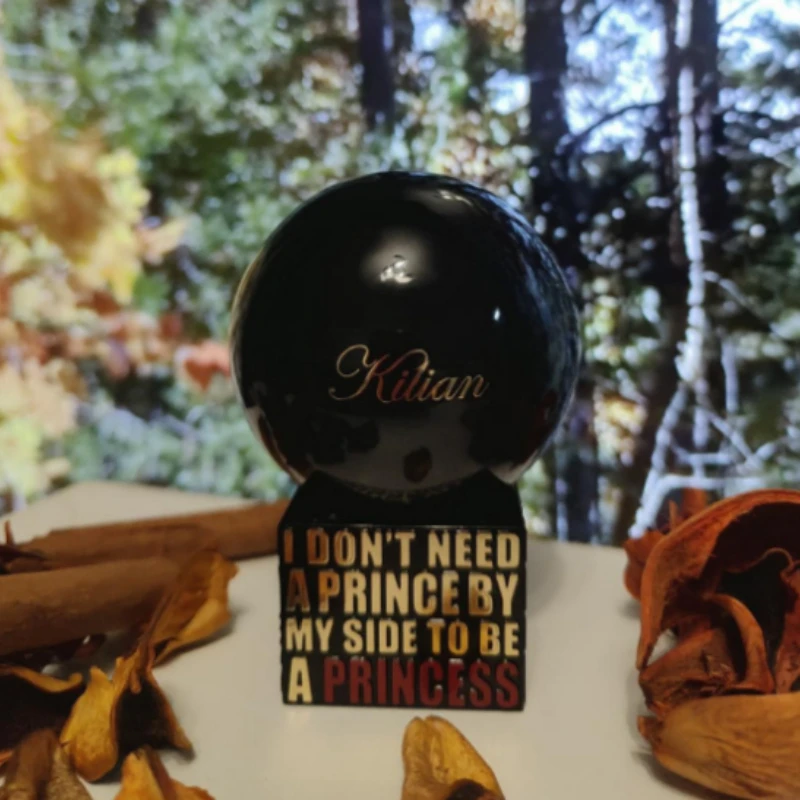 Kilian
I DON'T NEED
A PRINCE BY
MY SIDE TO BE
A PRINCESS